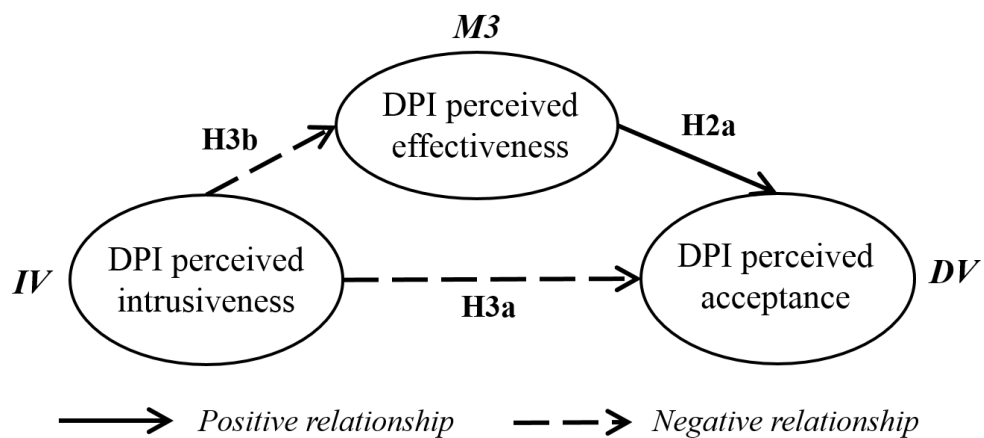 M3
DPI perceived
effectiveness
H3b
H2a
IV
DPI perceived
intrusiveness
H3a
DPI perceived
acceptance
DV
Positive relationship
Negative relationship